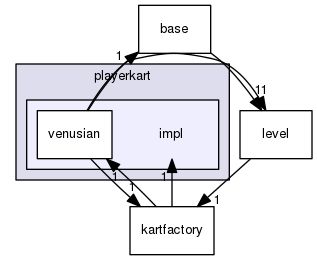 base
1
11
playerkart
venusian
impl
level
1
1
1
1
kartfactory